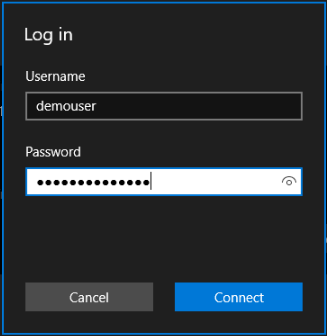 Log in
Username
demouser
Password
●●●●●●●●●●●●●●
Cancel
Connect